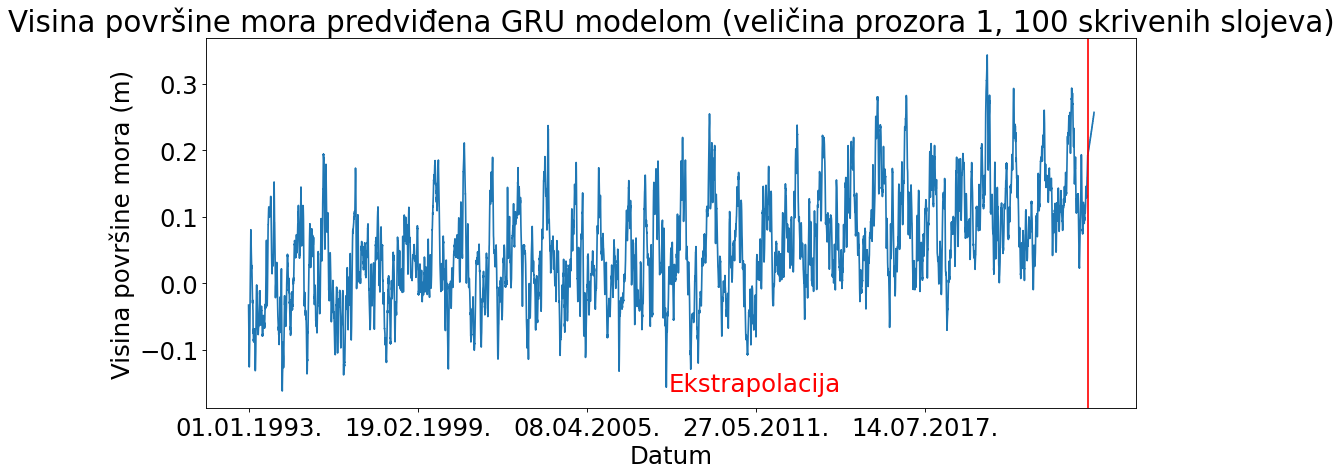 Visina površine mora predviđena GRU modelom (veličina prozora 1, 100 skrivenih slojeva)
Visina površine mora (m)
0.3
0.2
0.1
0.0
−0.1
Ekstrapolacija
01.01.1993. 19.02.1999. 08.04.2005. 27.05.2011. 14.07.2017.
Datum